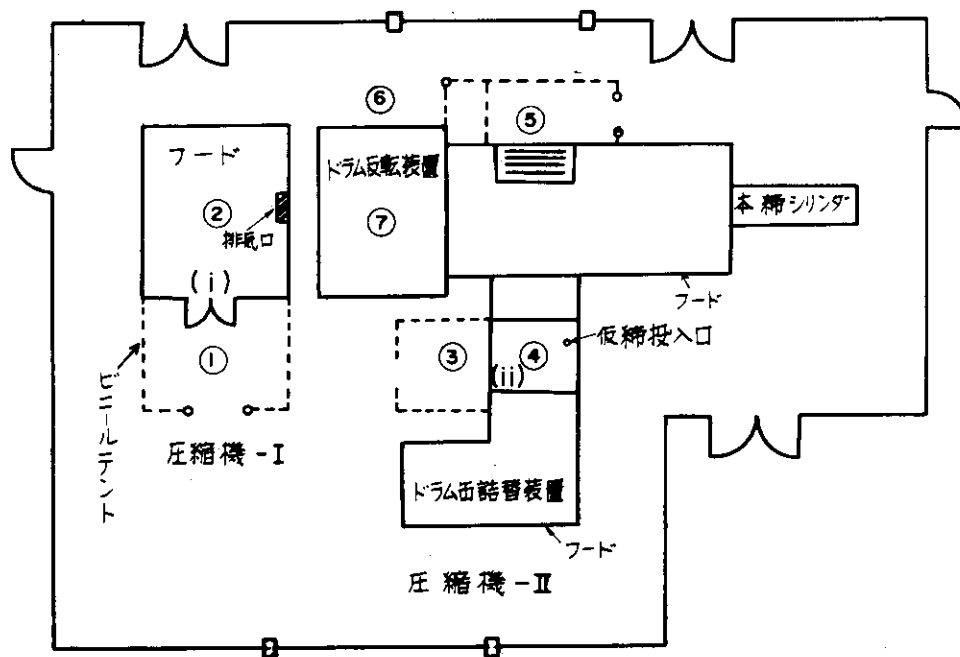 ⑥
⑤
フード
ドラム反転装置
②
⑦
本締シリンダ
排気口
(i)
フード
仮締投入口
①
③
④
(ii)
ビニールテント
圧縮機-I
ドラム缶詰替装置
フード
圧縮機-II